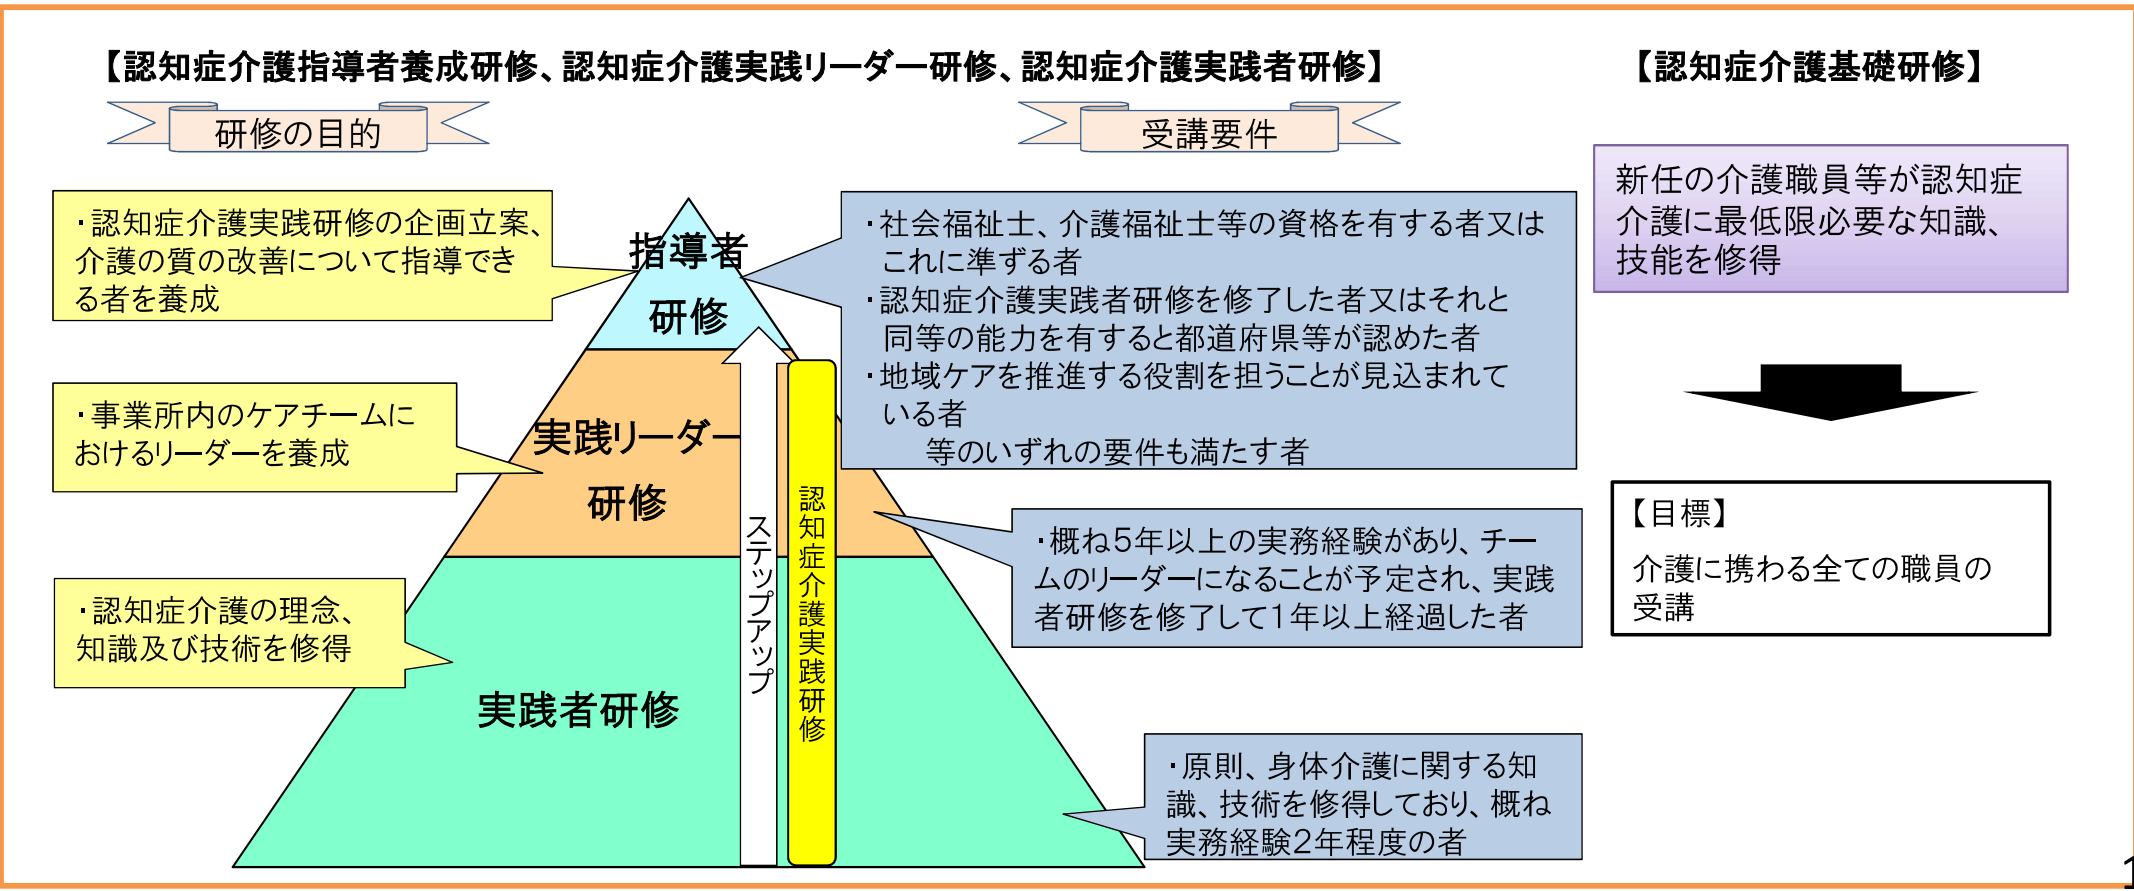 【認知症介護指導者養成研修、認知症介護実践リーダー研修、認知症介護実践者研修】
研修の目的
受講要件
・認知症介護実践研修の企画立案、
介護の質の改善について指導でき
る者を養成
指導者
研修
・社会福祉士、介護福祉士等の資格を有する者又は
これに準ずる者
・認知症介護実践者研修を修了した者又はそれと
同等の能力を有すると都道府県等が認めた者
・地域ケアを推進する役割を担うことが見込まれて
いる者
等のいずれの要件も満たす者
・事業所内のケアチームに
おけるリーダーを養成
実践リーダー
研修
・概ね5年以上の実務経験があり、チー
ムのリーダーになることが予定され、実践
者研修を修了して1年以上経過した者
・認知症介護の理念、
知識及び技術を修得
実践者研修
ステップアップ
認知症介護実践研修
・原則、身体介護に関する知
識、技術を修得しており、概ね
実務経験2年程度の者
【認知症介護基礎研修】
新任の介護職員等が認知症
介護に最低限必要な知識、
技能を修得
【目標】
介護に携わる全ての職員の
受講